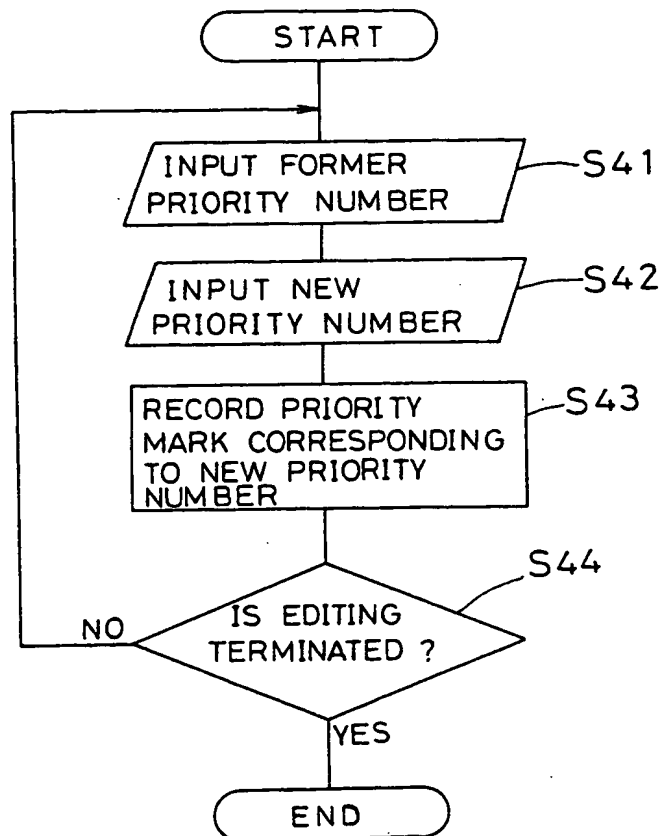 START
INPUT FORMER
PRIORITY NUMBER
S41
INPUT NEW
PRIORITY NUMBER
S42
RECORD PRIORITY
MARK CORRESPONDING
TO NEW PRIORITY
NUMBER
S43
S44
IS EDITING
TERMINATED ?
NO
YES
END